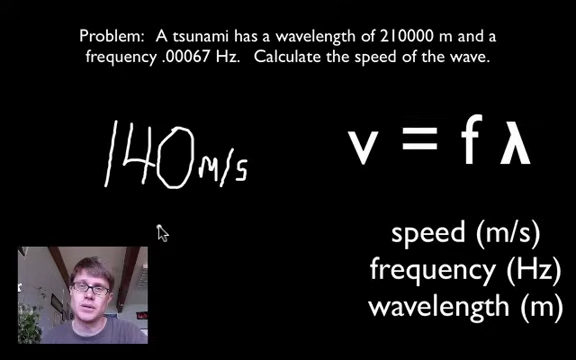 Problem: A tsunami has a wavelength of 210000 m and a
frequency .00067 Hz. Calculate the speed of the wave.
140 m/s
v = f λ
speed (m/s)
frequency (Hz)
wavelength (m)